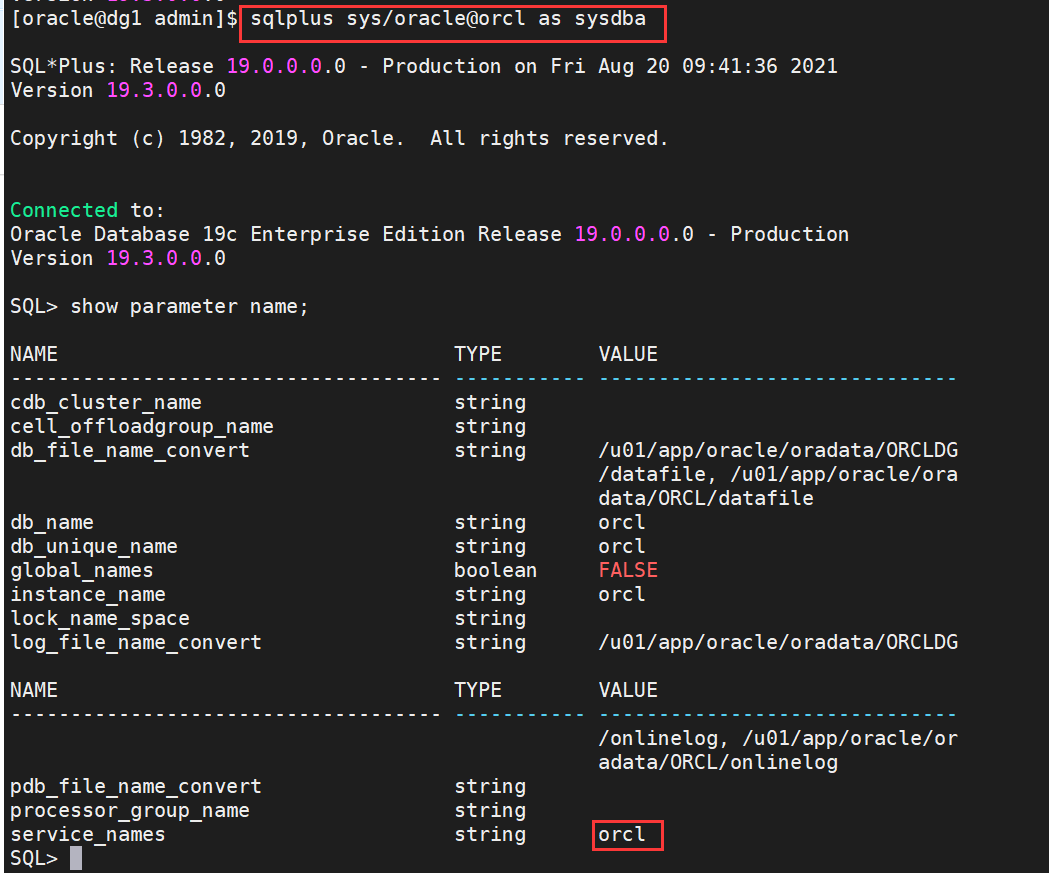 [oracle@dg1 admin]$ sqlplus sys/oracle@orcl as sysdba
SQL*Plus: Release 19.0.0.0.0 - Production on Fri Aug 20 09:41:36 2021
Version 19.3.0.0.0
Copyright (c) 1982, 2019, Oracle.  All rights reserved.
Connected to:
Oracle Database 19c Enterprise Edition Release 19.0.0.0.0 - Production
Version 19.3.0.0.0
SQL> show parameter name;
NAME                                 TYPE        VALUE
------------------------------------ ----------- ------------------------------
cdb_cluster_name                     string
cell_offloadgroup_name               string
db_file_name_convert                 string      /u01/app/oracle/oradata/ORCLDG
                                                 /datafile, /u01/app/oracle/ora
                                                 data/ORCL/datafile
db_name                              string      orcl
db_unique_name                       string      orcl
global_names                         boolean     FALSE
instance_name                        string      orcl
lock_name_space                      string
log_file_name_convert                string      /u01/app/oracle/oradata/ORCLDG
NAME                                 TYPE        VALUE
------------------------------------ ----------- ------------------------------
                                                 /onlinelog, /u01/app/oracle/or
                                                 adata/ORCL/onlinelog
pdb_file_name_convert                string
processor_group_name                 string
service_names                        string      orcl
SQL>